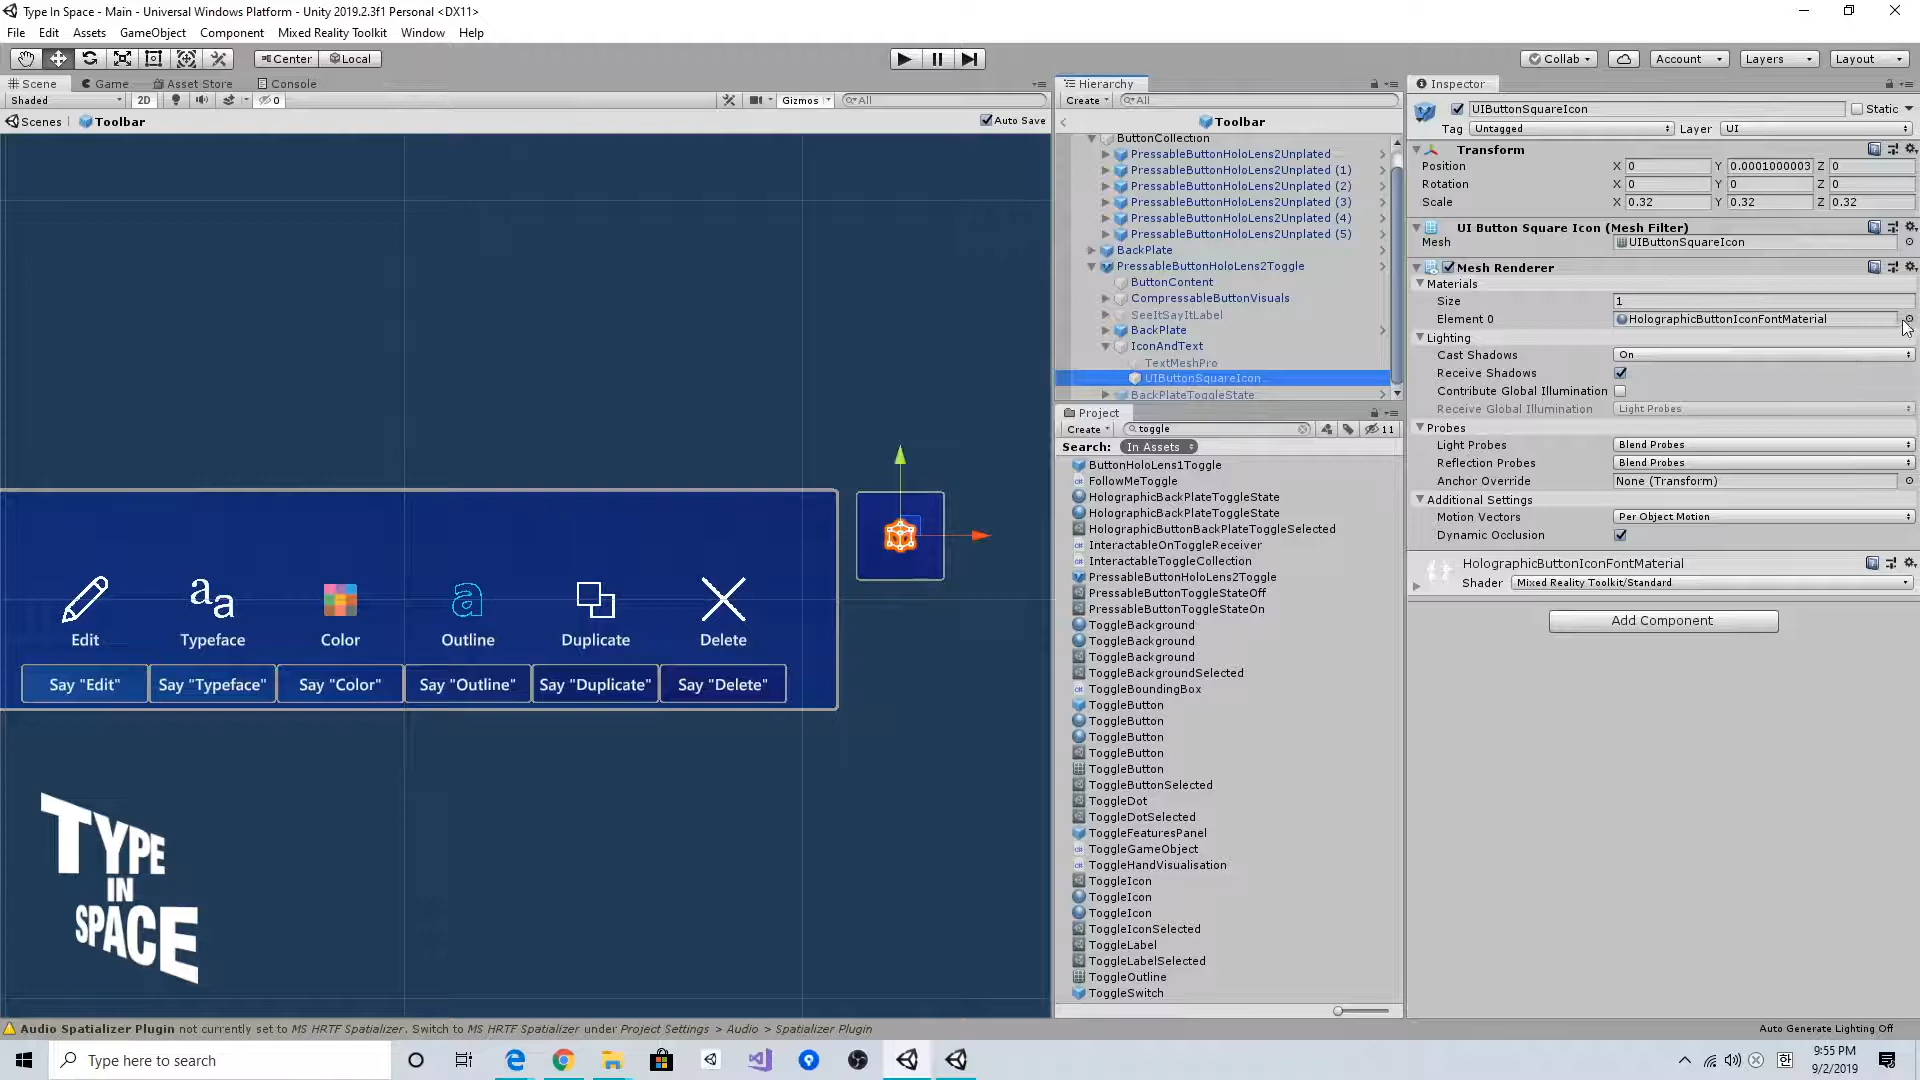 Type In Space - Main - Universal Windows Platform - Unity 2019.2.3f1 Personal <DX11>
File Edit Assets GameObject Component Mixed Reality Toolkit Window Help
Center Local
Collab Account Layers Layout
Scene Game Asset Store Console
Shaded 2D 0 Gizmos All
Scenes Toolbar Auto Save
Edit Typeface Color Outline Duplicate Delete
Say "Edit" Say "Typeface" Say "Color" Say "Outline" Say "Duplicate" Say "Delete"
TYPE
IN
SPACE
Hierarchy
Create All
Toolbar
ButtonCollection
PressableButtonHoloLens2Unplated
PressableButtonHoloLens2Unplated (1)
PressableButtonHoloLens2Unplated (2)
PressableButtonHoloLens2Unplated (3)
PressableButtonHoloLens2Unplated (4)
PressableButtonHoloLens2Unplated (5)
BackPlate
PressableButtonHoloLens2Toggle
ButtonContent
CompressableButtonVisuals
SeeItSayItLabel
BackPlate
IconAndText
TextMeshPro
UIButtonSquareIcon
BackPlateToggleState
Project
Create toggle 11
Search: In Assets
ButtonHoloLens1Toggle
FollowMeToggle
HolographicBackPlateToggleState
HolographicBackPlateToggleState
HolographicButtonBackPlateToggleSelected
InteractableOnToggleReceiver
InteractableToggleCollection
PressableButtonHoloLens2Toggle
PressableButtonToggleStateOff
PressableButtonToggleStateOn
ToggleBackground
ToggleBackground
ToggleBackground
ToggleBackgroundSelected
ToggleBoundingBox
ToggleButton
ToggleButton
ToggleButton
ToggleButton
ToggleButton
ToggleButtonSelected
ToggleDot
ToggleDotSelected
ToggleFeaturesPanel
ToggleGameObject
ToggleHandVisualisation
ToggleIcon
ToggleIcon
ToggleIcon
ToggleIconSelected
ToggleLabel
ToggleLabelSelected
ToggleOutline
ToggleSwitch
Inspector
UIButtonSquareIcon Static
Tag Untagged Layer UI
Transform
Position X 0 Y 0.0001000003 Z 0
Rotation X 0 Y 0 Z 0
Scale X 0.32 Y 0.32 Z 0.32
UI Button Square Icon (Mesh Filter)
Mesh UIButtonSquareIcon
Mesh Renderer
Materials
Size 1
Element 0 HolographicButtonIconFontMaterial
Lighting
Cast Shadows On
Receive Shadows
Contribute Global Illumination
Receive Global Illumination Light Probes
Probes
Light Probes Blend Probes
Reflection Probes Blend Probes
Anchor Override None (Transform)
Additional Settings
Motion Vectors Per Object Motion
Dynamic Occlusion
HolographicButtonIconFontMaterial
Shader Mixed Reality Toolkit/Standard
Add Component
Audio Spatializer Plugin not currently set to MS HRTF Spatializer. Switch to MS HRTF Spatializer under Project Settings > Audio > Spatializer Plugin
Auto Generate Lighting Off
Type here to search
한
9:55 PM
9/2/2019